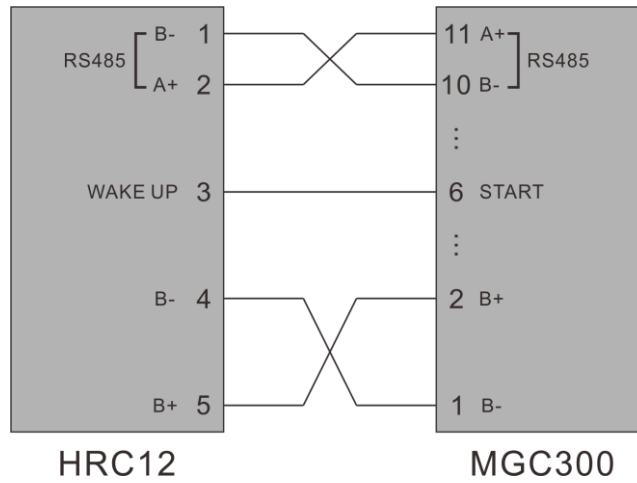 B- 1 11 A+
RS485 RS485
A+ 2 10 B-
⋮
WAKE UP 3 6 START
⋮
B- 4 2 B+
B+ 5 1 B-
HRC12 MGC300